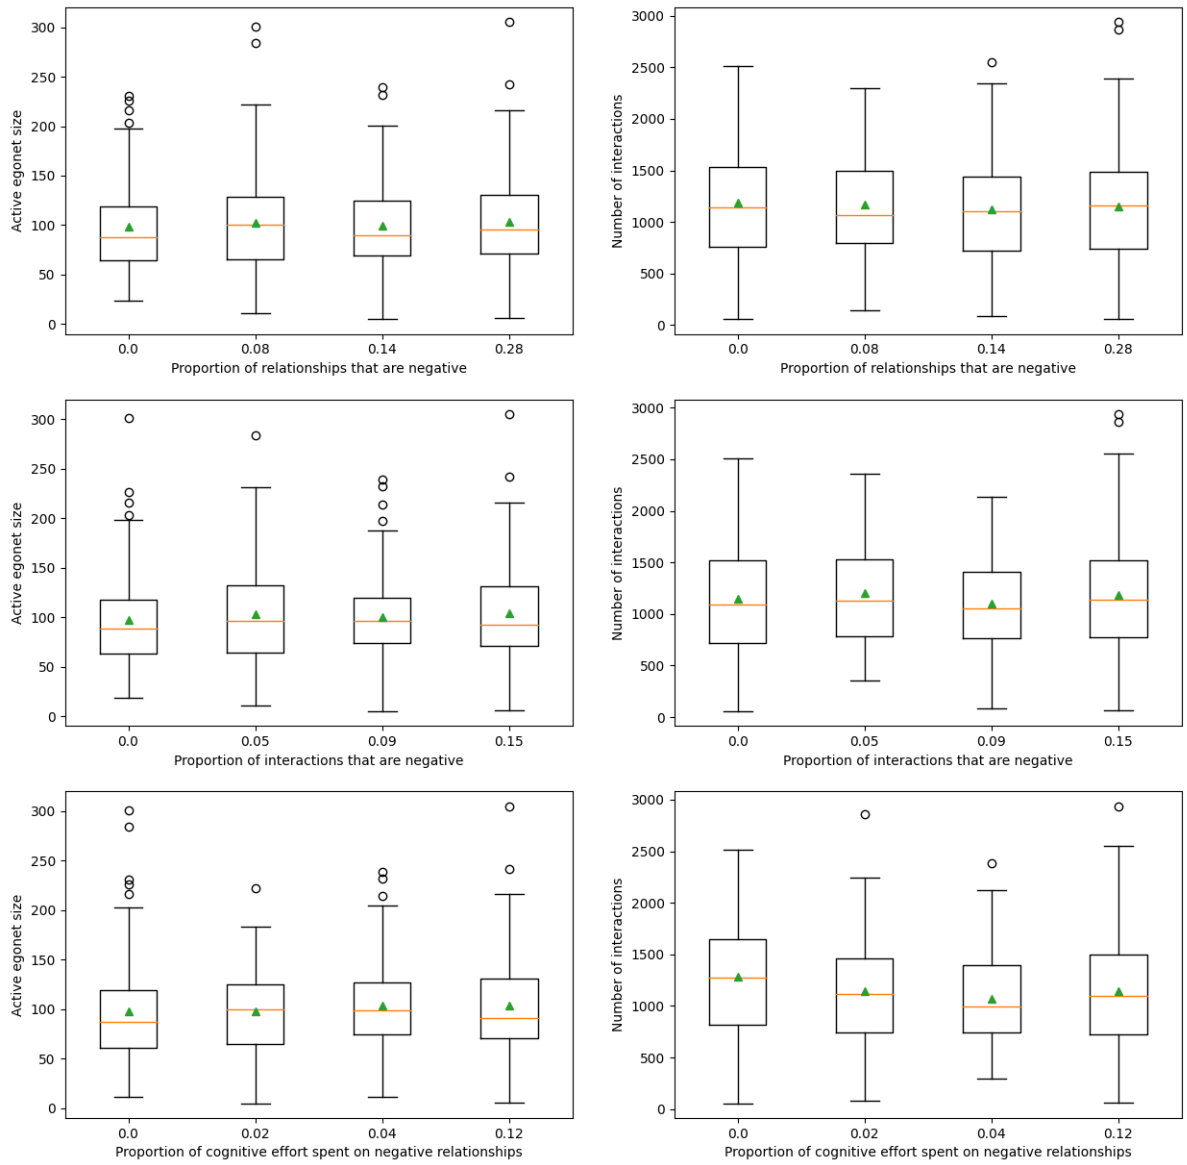 300
250
200
150
100
50
0
Active egonet size
0.0 0.08 0.14 0.28
Proportion of relationships that are negative
3000
2500
2000
1500
1000
500
0
Number of interactions
0.0 0.08 0.14 0.28
Proportion of relationships that are negative
300
250
200
150
100
50
0
Active egonet size
0.0 0.05 0.09 0.15
Proportion of interactions that are negative
3000
2500
2000
1500
1000
500
0
Number of interactions
0.0 0.05 0.09 0.15
Proportion of interactions that are negative
300
250
200
150
100
50
0
Active egonet size
0.0 0.02 0.04 0.12
Proportion of cognitive effort spent on negative relationships
3000
2500
2000
1500
1000
500
0
Number of interactions
0.0 0.02 0.04 0.12
Proportion of cognitive effort spent on negative relationships